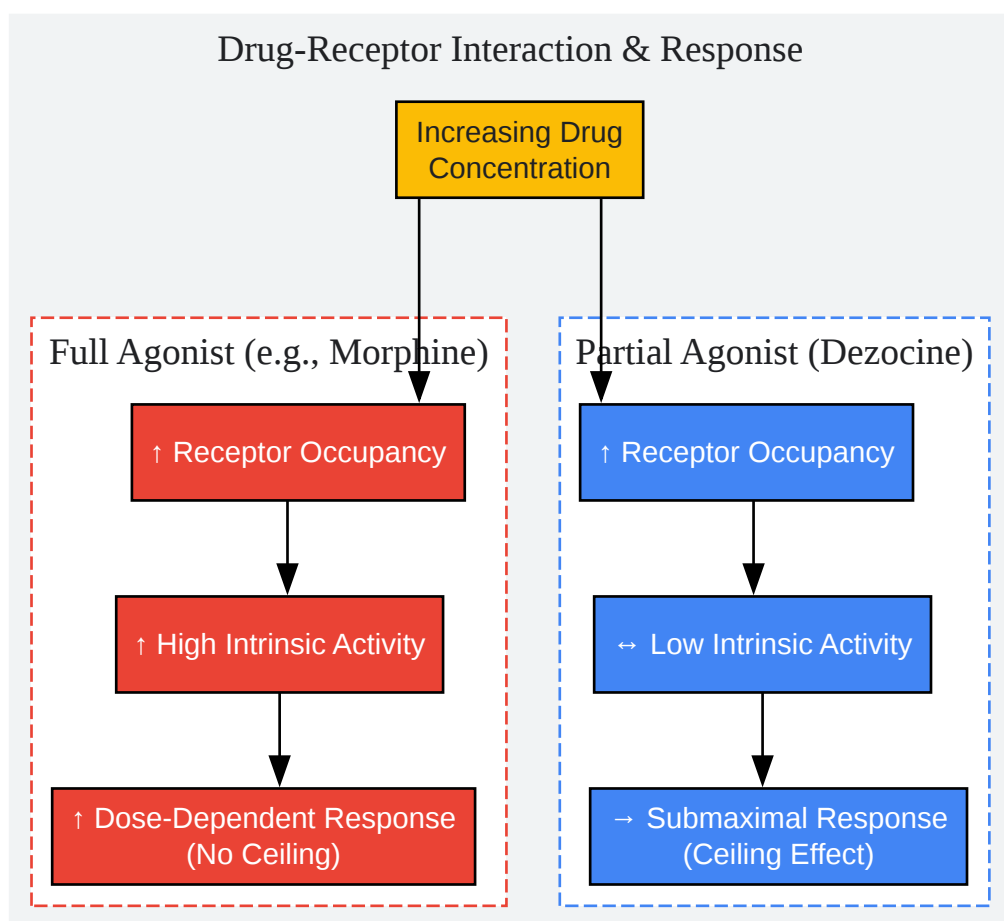 Drug-Receptor Interaction & Response
Increasing Drug
Concentration
Full Agonist (e.g., Morphine)
↑ Receptor Occupancy
↑ High Intrinsic Activity
↑ Dose-Dependent Response
(No Ceiling)
Partial Agonist (Dezocine)
↑ Receptor Occupancy
↔ Low Intrinsic Activity
→ Submaximal Response
(Ceiling Effect)